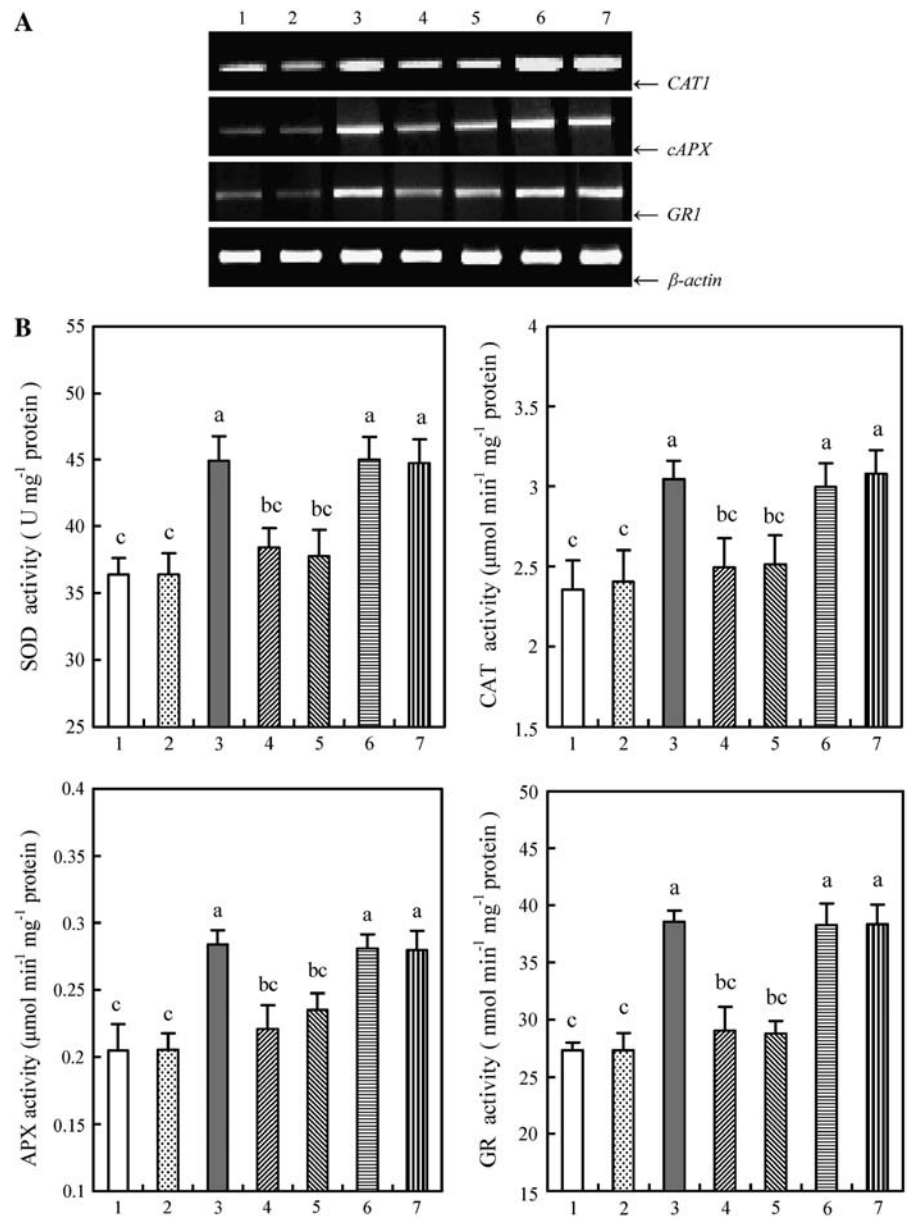 A
1 2 3 4 5 6 7
← CAT1
← cAPX
← GR1
← β-actin
B
SOD activity ( U mg-1 protein )
55
50
45
40
35
30
25
c c a bc bc a a
1 2 3 4 5 6 7
CAT activity (μmol min-1 mg-1 protein )
4
3.5
3
2.5
2
1.5
c c a bc bc a a
1 2 3 4 5 6 7
APX activity (μmol min-1 mg-1 protein )
0.4
0.35
0.3
0.25
0.2
0.15
0.1
c c a bc bc a a
1 2 3 4 5 6 7
GR activity ( nmol min-1 mg-1 protein )
50
45
40
35
30
25
20
15
c c a bc bc a a
1 2 3 4 5 6 7